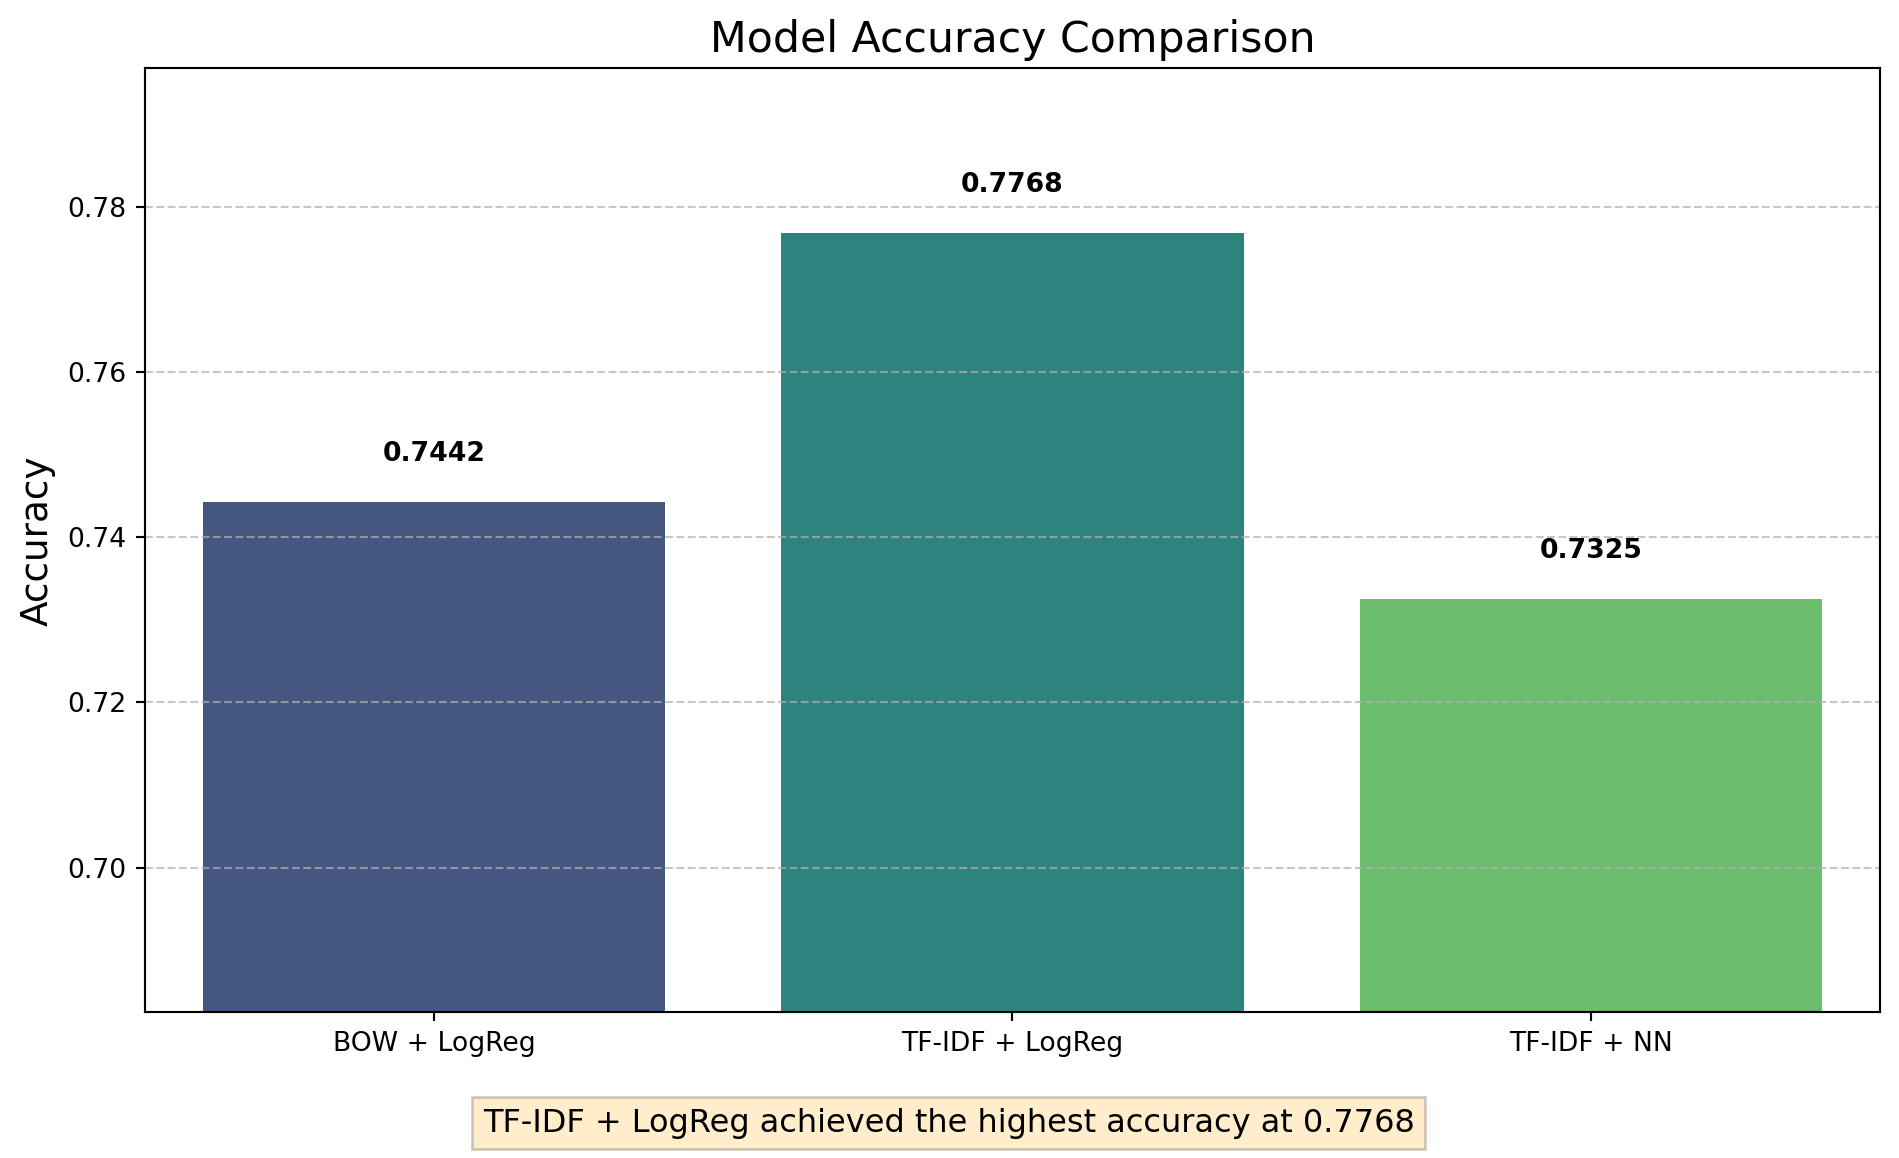 Model Accuracy Comparison
Accuracy
0.78
0.76
0.74
0.72
0.70
0.7442
0.7768
0.7325
BOW + LogReg
TF-IDF + LogReg
TF-IDF + NN
TF-IDF + LogReg achieved the highest accuracy at 0.7768